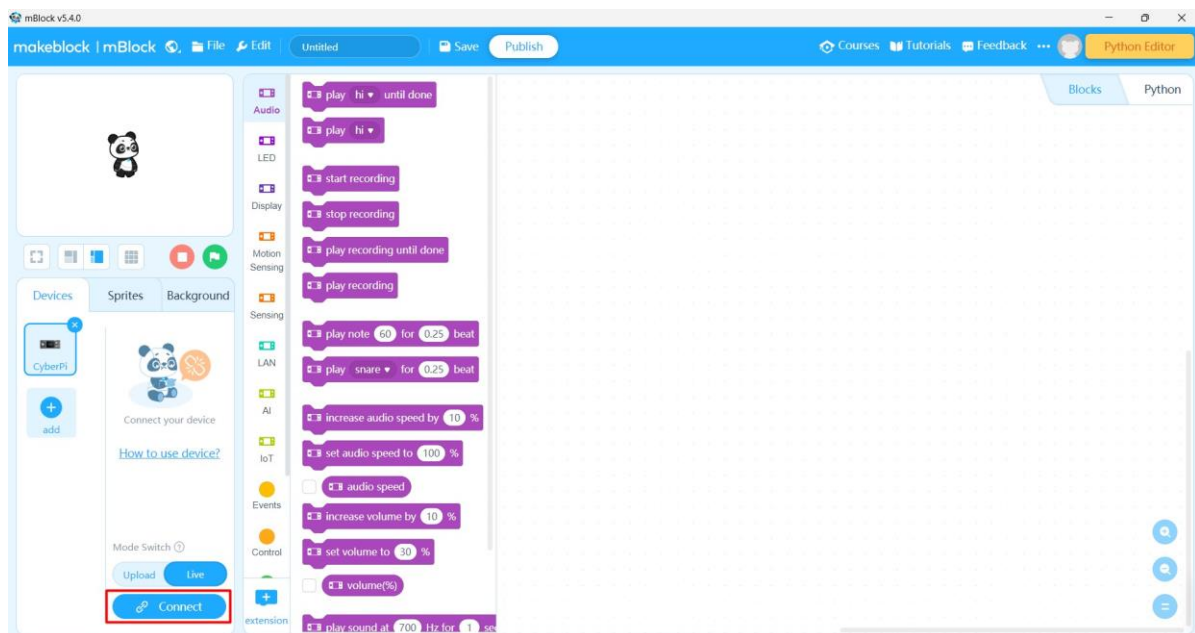 mBlock v5.4.0
makeblock | mBlock File Edit Untitled Save Publish Courses Tutorials Feedback ... Python Editor
Blocks Python
Devices Sprites Background
CyberPi
add
Connect your device
How to use device?
Mode Switch ?
Upload Live
Connect
Audio
LED
Display
Motion
Sensing
Sensing
LAN
AI
IoT
Events
Control
extension
play hi until done
play hi
start recording
stop recording
play recording until done
play recording
play note 60 for 0.25 beat
play snare for 0.25 beat
increase audio speed by 10 %
set audio speed to 100 %
audio speed
increase volume by 10 %
set volume to 30 %
volume(%)
play sound at 700 Hz for 1 se